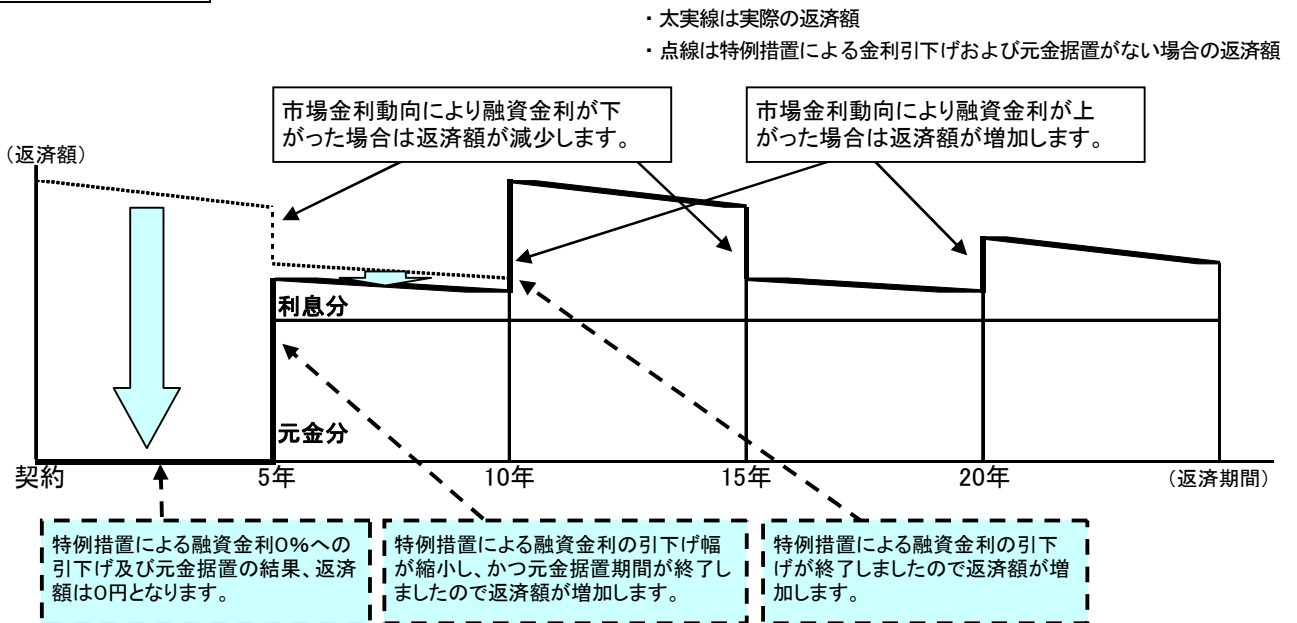 ・太実線は実際の返済額
・点線は特例措置による金利引下げおよび元金据置がない場合の返済額
市場金利動向により融資金利が下
がった場合は返済額が減少します。
市場金利動向により融資金利が上
がった場合は返済額が増加します。
（返済額）
利息分
元金分
契約
5年
10年
15年
20年
（返済期間）
特例措置による融資金利0％への
引下げ及び元金据置の結果、返済
額は0円となります。
特例措置による融資金利の引下げ幅
が縮小し、かつ元金据置期間が終了し
ましたので返済額が増加します。
特例措置による融資金利の引下
げが終了しましたので返済額が増
加します。